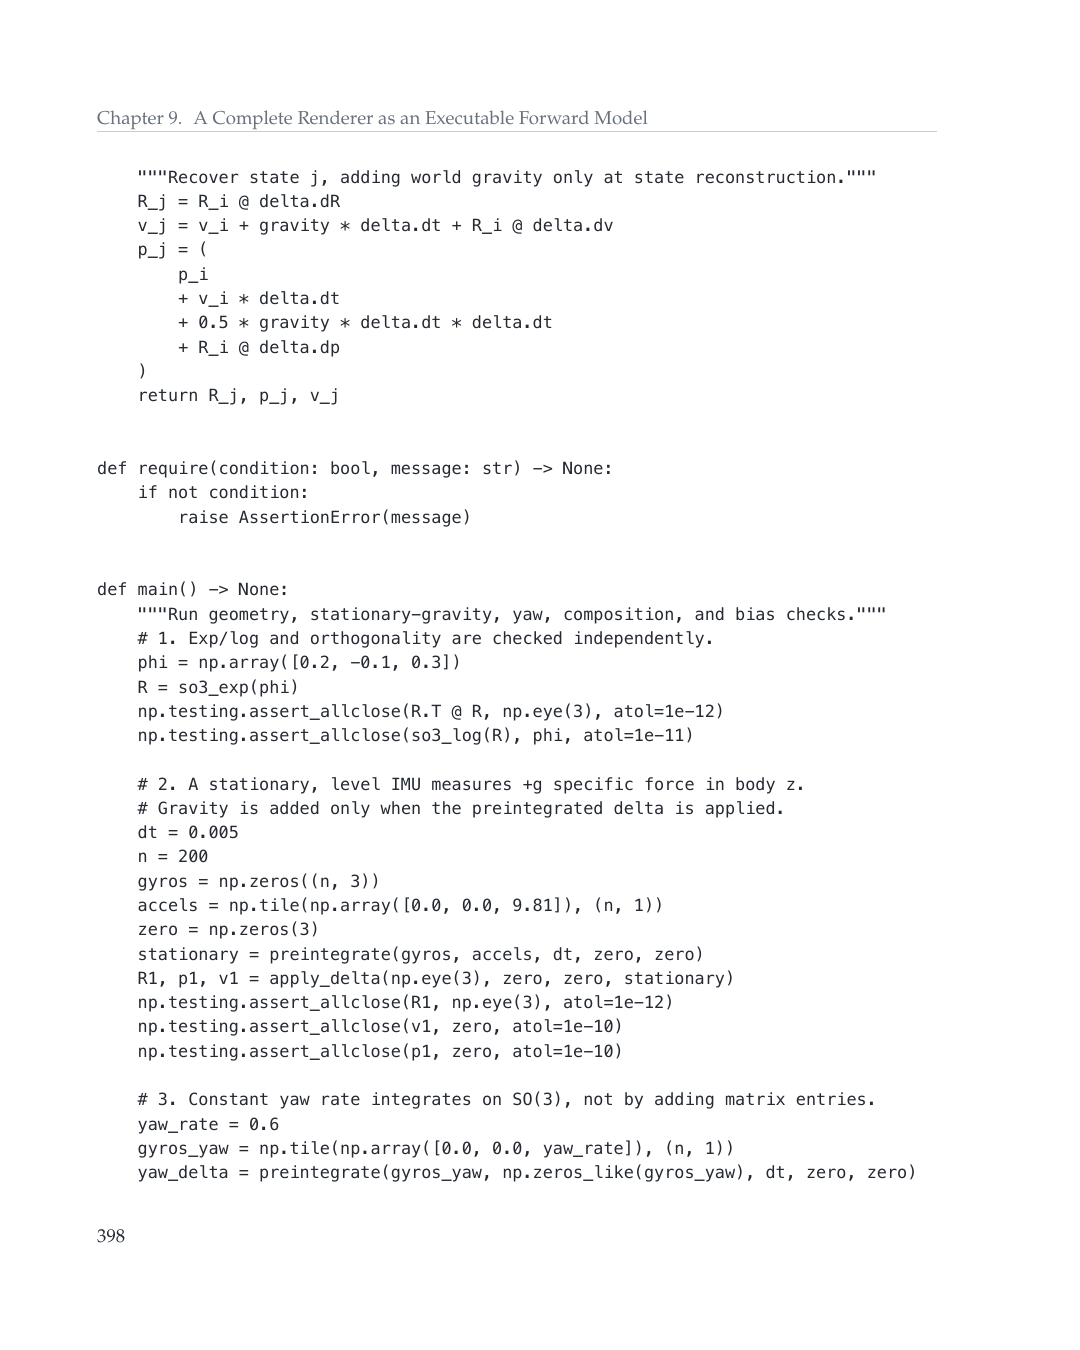 Chapter 9. A Complete Renderer as an Executable Forward Model
    """Recover state j, adding world gravity only at state reconstruction."""
    R_j = R_i @ delta.dR
    v_j = v_i + gravity * delta.dt + R_i @ delta.dv
    p_j = (
        p_i
        + v_i * delta.dt
        + 0.5 * gravity * delta.dt * delta.dt
        + R_i @ delta.dp
    )
    return R_j, p_j, v_j
def require(condition: bool, message: str) -> None:
    if not condition:
        raise AssertionError(message)
def main() -> None:
    """Run geometry, stationary-gravity, yaw, composition, and bias checks."""
    # 1. Exp/log and orthogonality are checked independently.
    phi = np.array([0.2, -0.1, 0.3])
    R = so3_exp(phi)
    np.testing.assert_allclose(R.T @ R, np.eye(3), atol=1e-12)
    np.testing.assert_allclose(so3_log(R), phi, atol=1e-11)
    # 2. A stationary, level IMU measures +g specific force in body z.
    # Gravity is added only when the preintegrated delta is applied.
    dt = 0.005
    n = 200
    gyros = np.zeros((n, 3))
    accels = np.tile(np.array([0.0, 0.0, 9.81]), (n, 1))
    zero = np.zeros(3)
    stationary = preintegrate(gyros, accels, dt, zero, zero)
    R1, p1, v1 = apply_delta(np.eye(3), zero, zero, stationary)
    np.testing.assert_allclose(R1, np.eye(3), atol=1e-12)
    np.testing.assert_allclose(v1, zero, atol=1e-10)
    np.testing.assert_allclose(p1, zero, atol=1e-10)
    # 3. Constant yaw rate integrates on SO(3), not by adding matrix entries.
    yaw_rate = 0.6
    gyros_yaw = np.tile(np.array([0.0, 0.0, yaw_rate]), (n, 1))
    yaw_delta = preintegrate(gyros_yaw, np.zeros_like(gyros_yaw), dt, zero, zero)
398